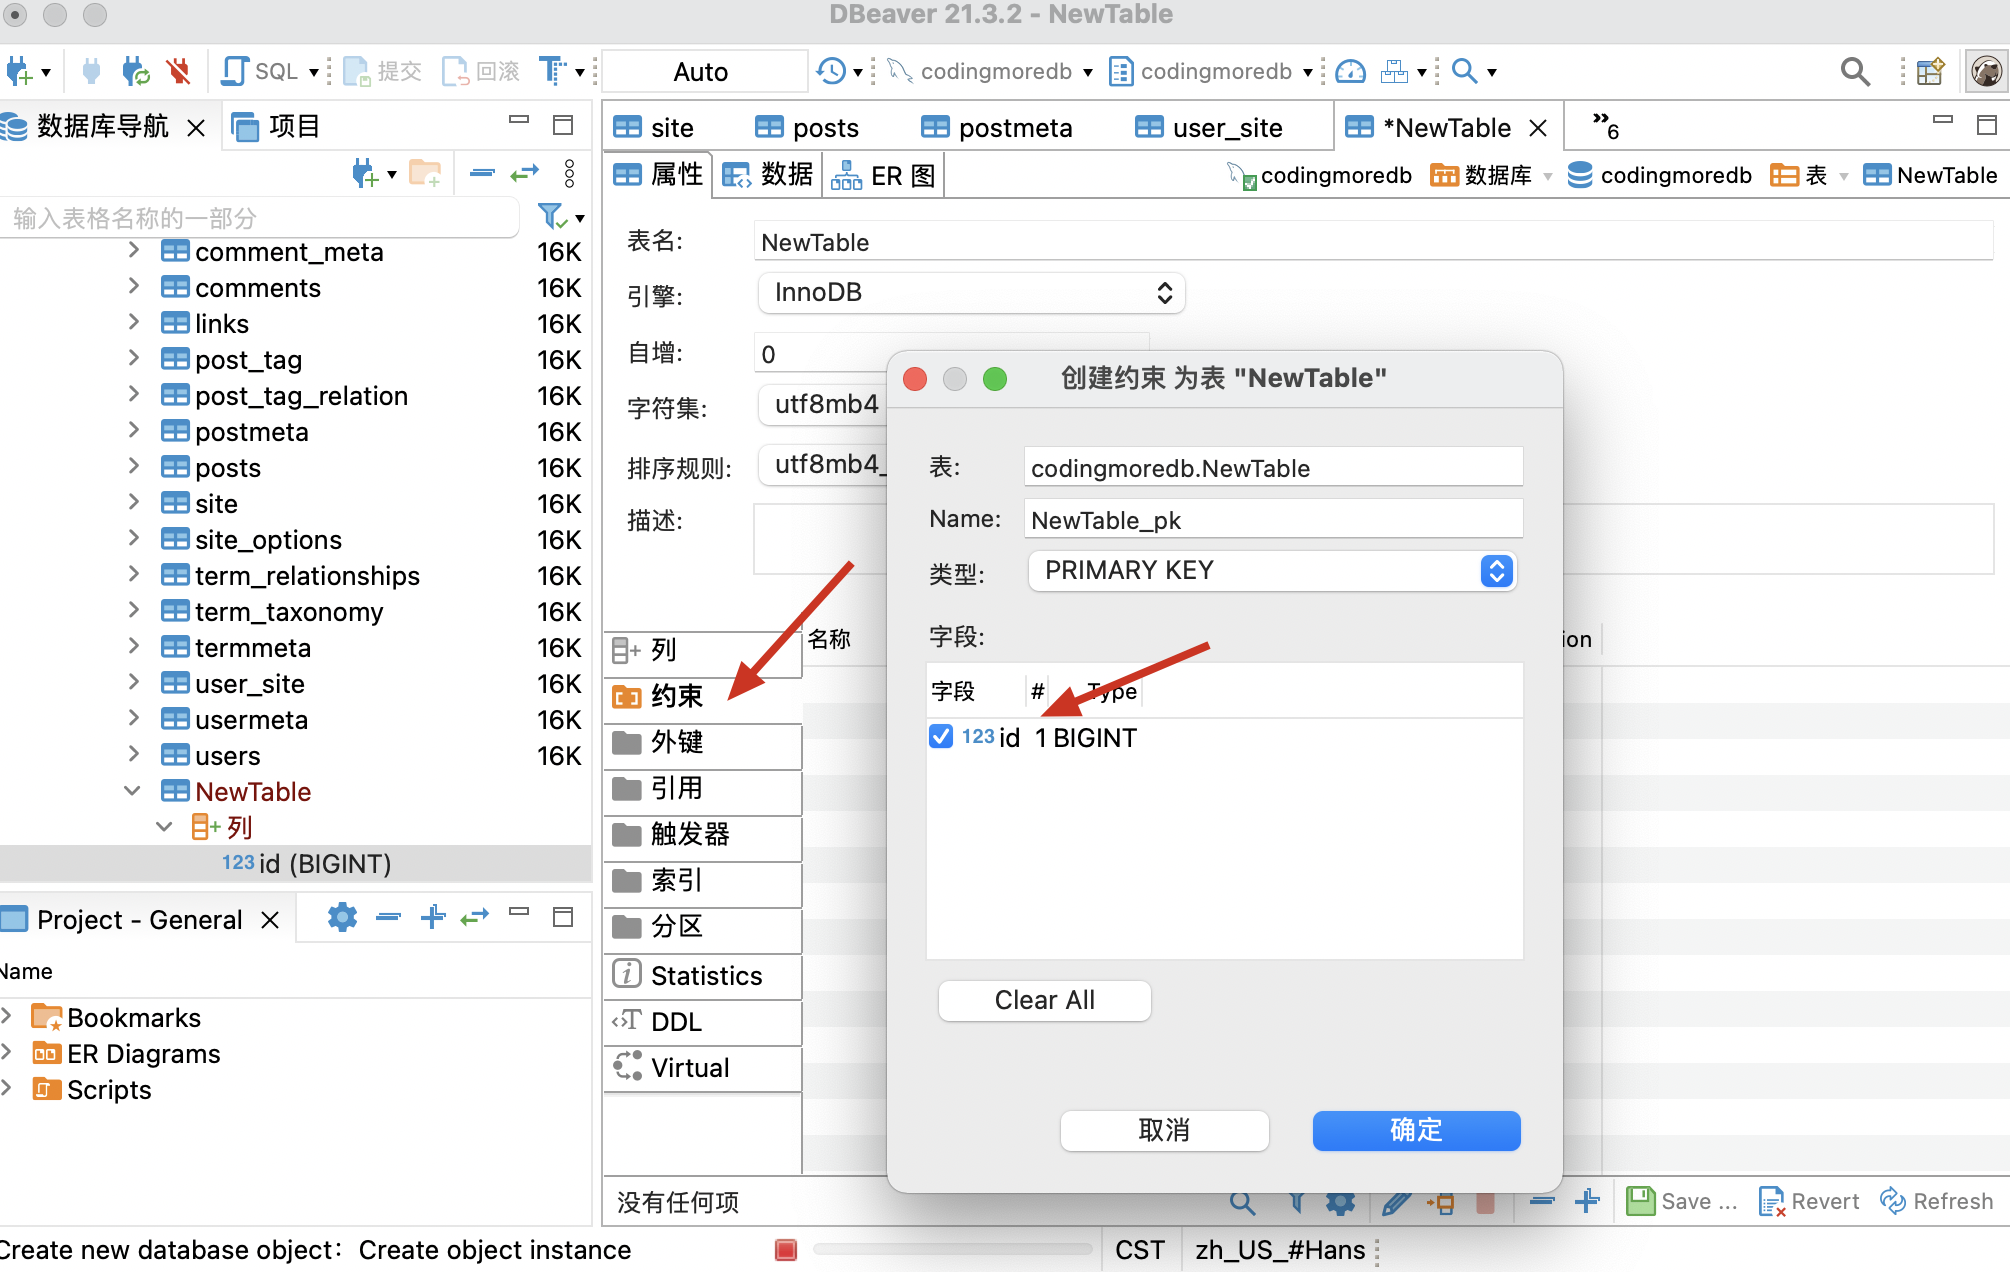 DBeaver 21.3.2 - NewTable
SQL 提交 回滚 Auto codingmoredb codingmoredb
数据库导航 项目
site posts postmeta user_site *NewTable »6
属性 数据 ER 图 codingmoredb 数据库 codingmoredb 表 NewTable
输入表格名称的一部分
comment_meta 16K
comments 16K
links 16K
post_tag 16K
post_tag_relation 16K
postmeta 16K
posts 16K
site 16K
site_options 16K
term_relationships 16K
term_taxonomy 16K
termmeta 16K
user_site 16K
usermeta 16K
users 16K
NewTable
列
123 id (BIGINT)
Project - General
Name
Bookmarks
ER Diagrams
Scripts
表名: NewTable
引擎: InnoDB
自增: 0
字符集: utf8mb4
排序规则: utf8mb4_
描述:
列
约束
外键
引用
触发器
索引
分区
Statistics
DDL
Virtual
名称
ion
创建约束 为表 "NewTable"
表: codingmoredb.NewTable
Name: NewTable_pk
类型: PRIMARY KEY
字段:
字段 # Type
123 id 1 BIGINT
Clear All
取消 确定
没有任何项
Save ... Revert Refresh
Create new database object: Create object instance
CST zh_US_#Hans